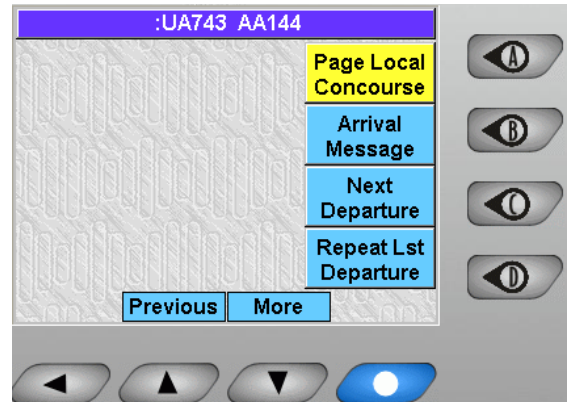 :UA743 AA144
Page Local
Concourse
A
Arrival
Message
B
Next
Departure
C
Repeat Lst
Departure
D
Previous
More